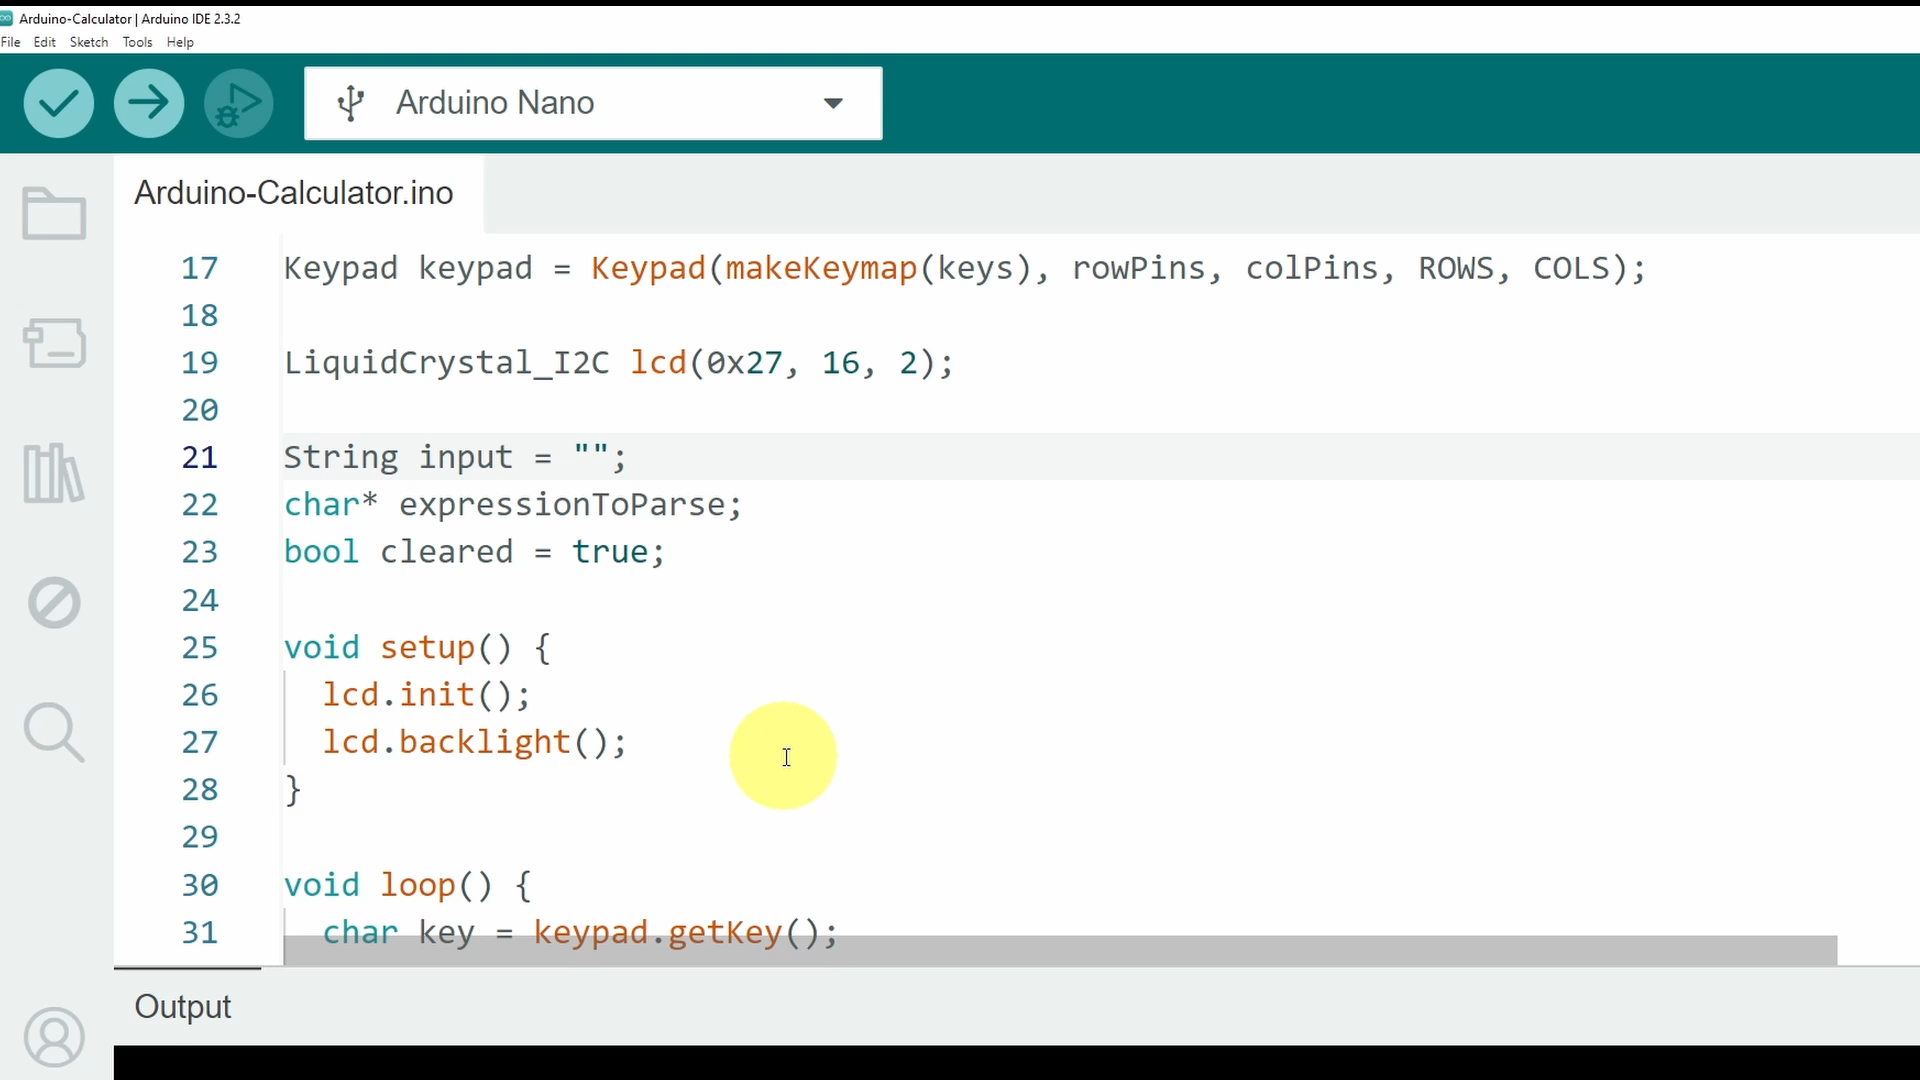 Arduino-Calculator | Arduino IDE 2.3.2
File Edit Sketch Tools Help
Arduino Nano
Arduino-Calculator.ino
17 Keypad keypad = Keypad(makeKeymap(keys), rowPins, colPins, ROWS, COLS);
18
19 LiquidCrystal_I2C lcd(0x27, 16, 2);
20
21 String input = "";
22 char* expressionToParse;
23 bool cleared = true;
24
25 void setup() {
26   lcd.init();
27   lcd.backlight();
28 }
29
30 void loop() {
31   char key = keypad.getKey();
Output